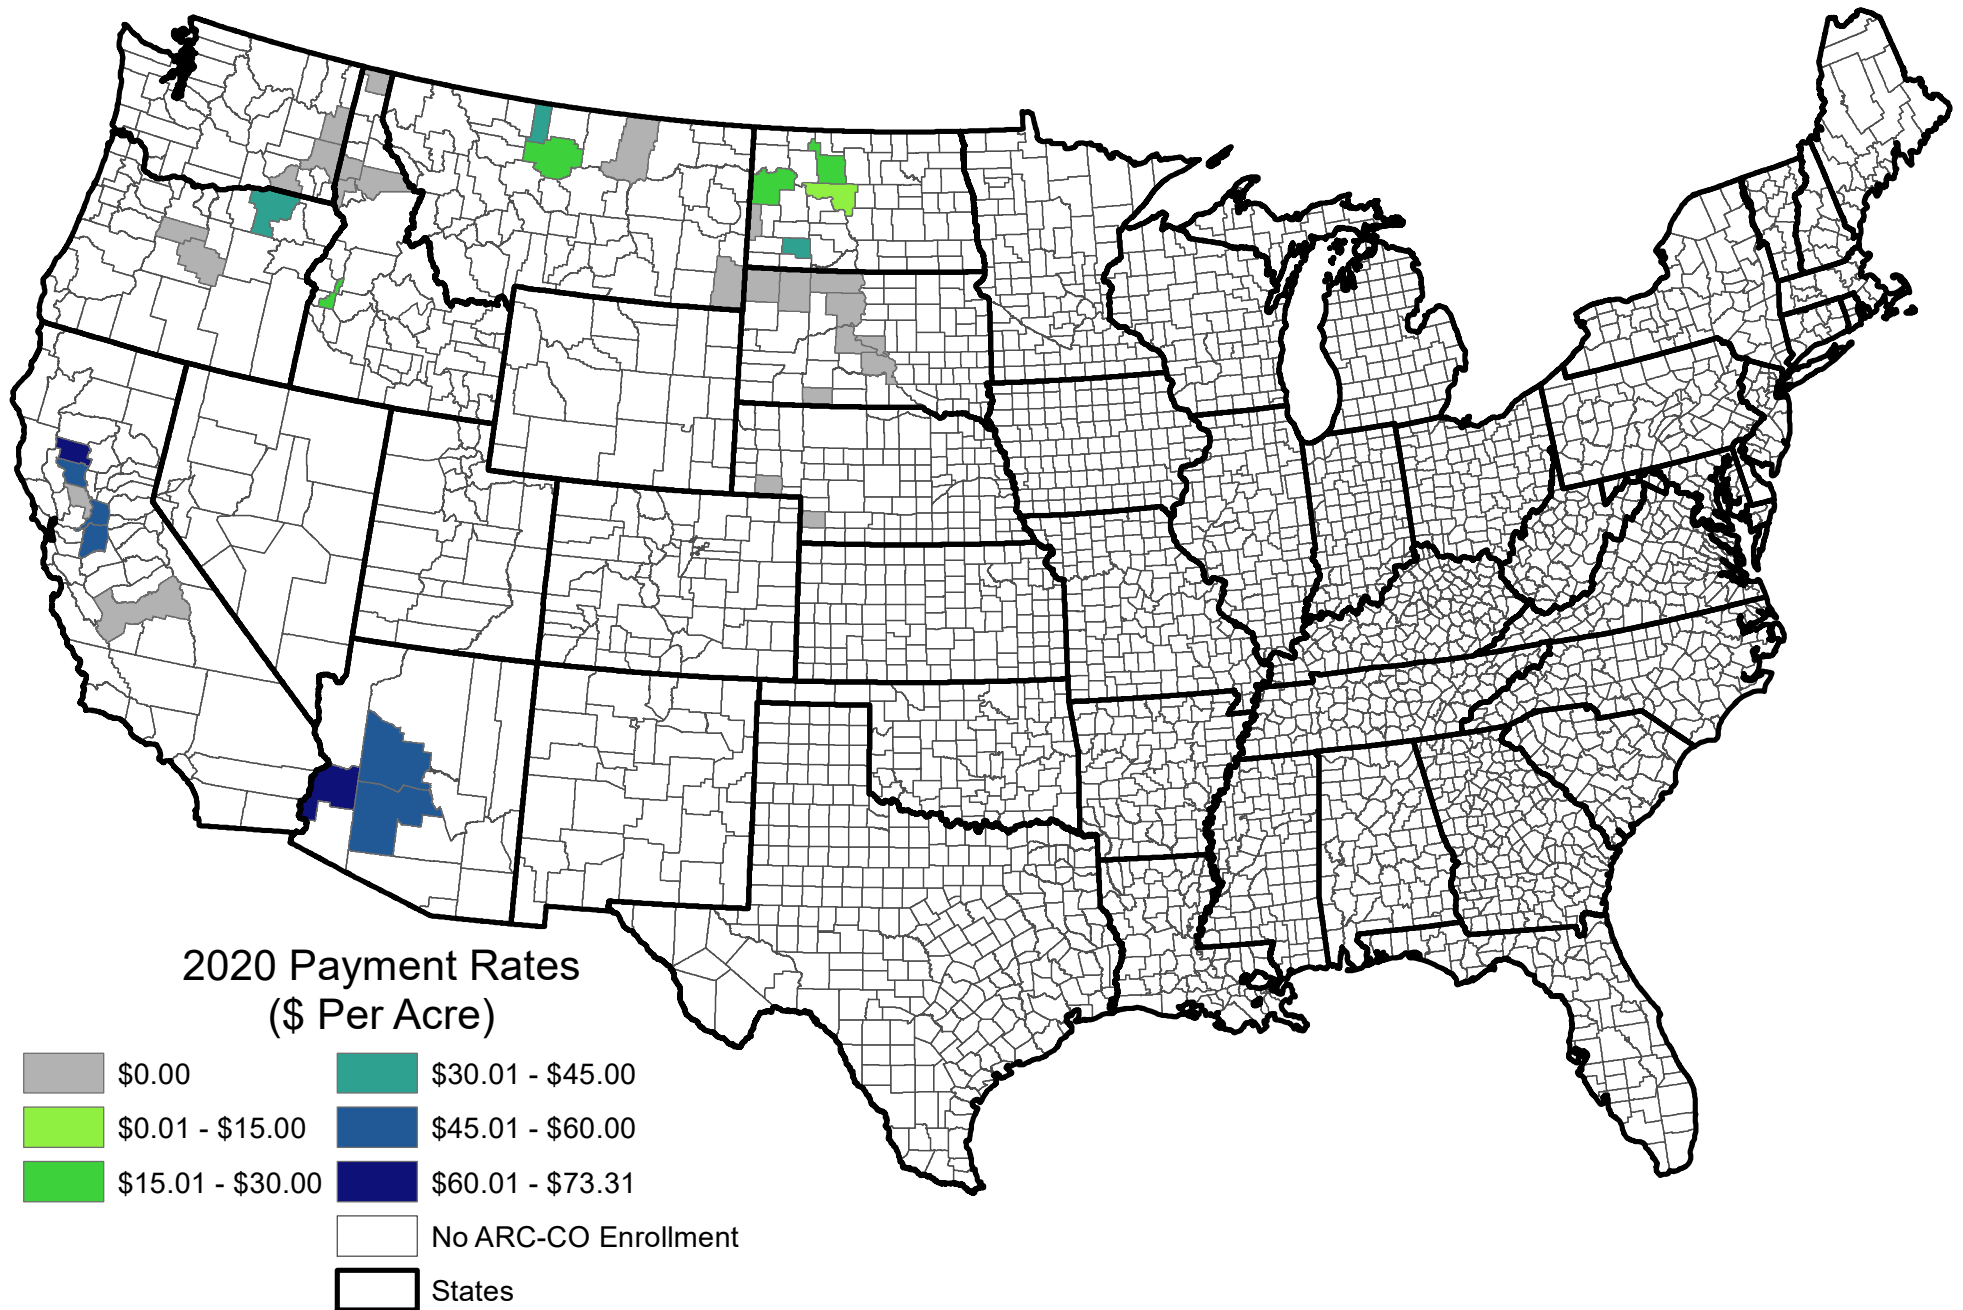 2020 Payment Rates
($ Per Acre)
$0.00
$0.01 - $15.00
$15.01 - $30.00
$30.01 - $45.00
$45.01 - $60.00
$60.01 - $73.31
No ARC-CO Enrollment
States